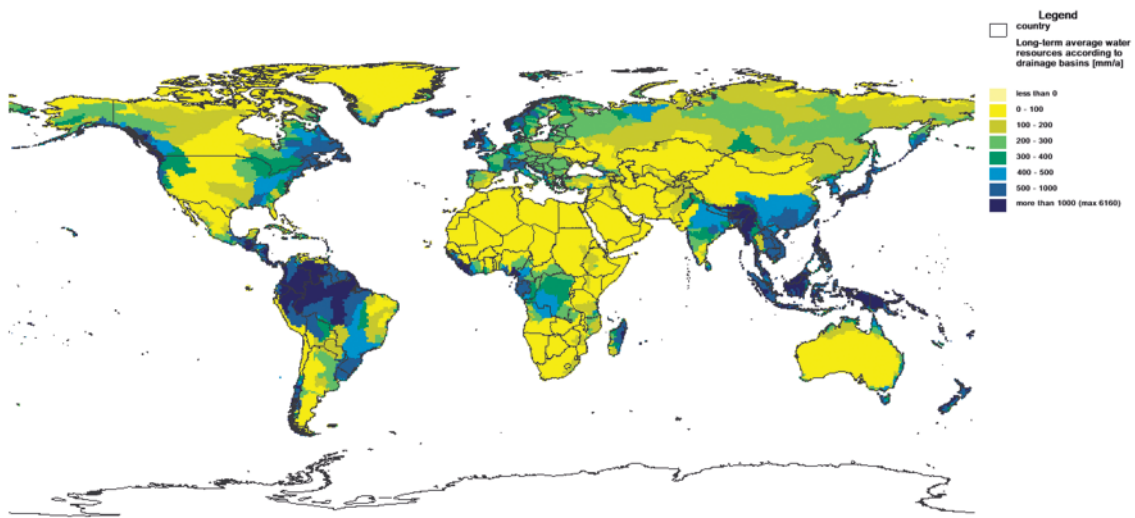 Legend
country
Long-term average water
resources according to
drainage basins [mm/a]
less than 0
0 - 100
100 - 200
200 - 300
300 - 400
400 - 500
500 - 1000
more than 1000 (max 6160)